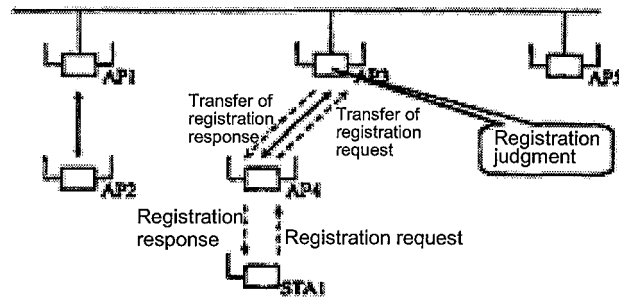 AP1
AP3
AP5
Transfer of
registration
response
Transfer of
registration
request
Registration
judgment
AP2
AP4
Registration
response
Registration request
STA1